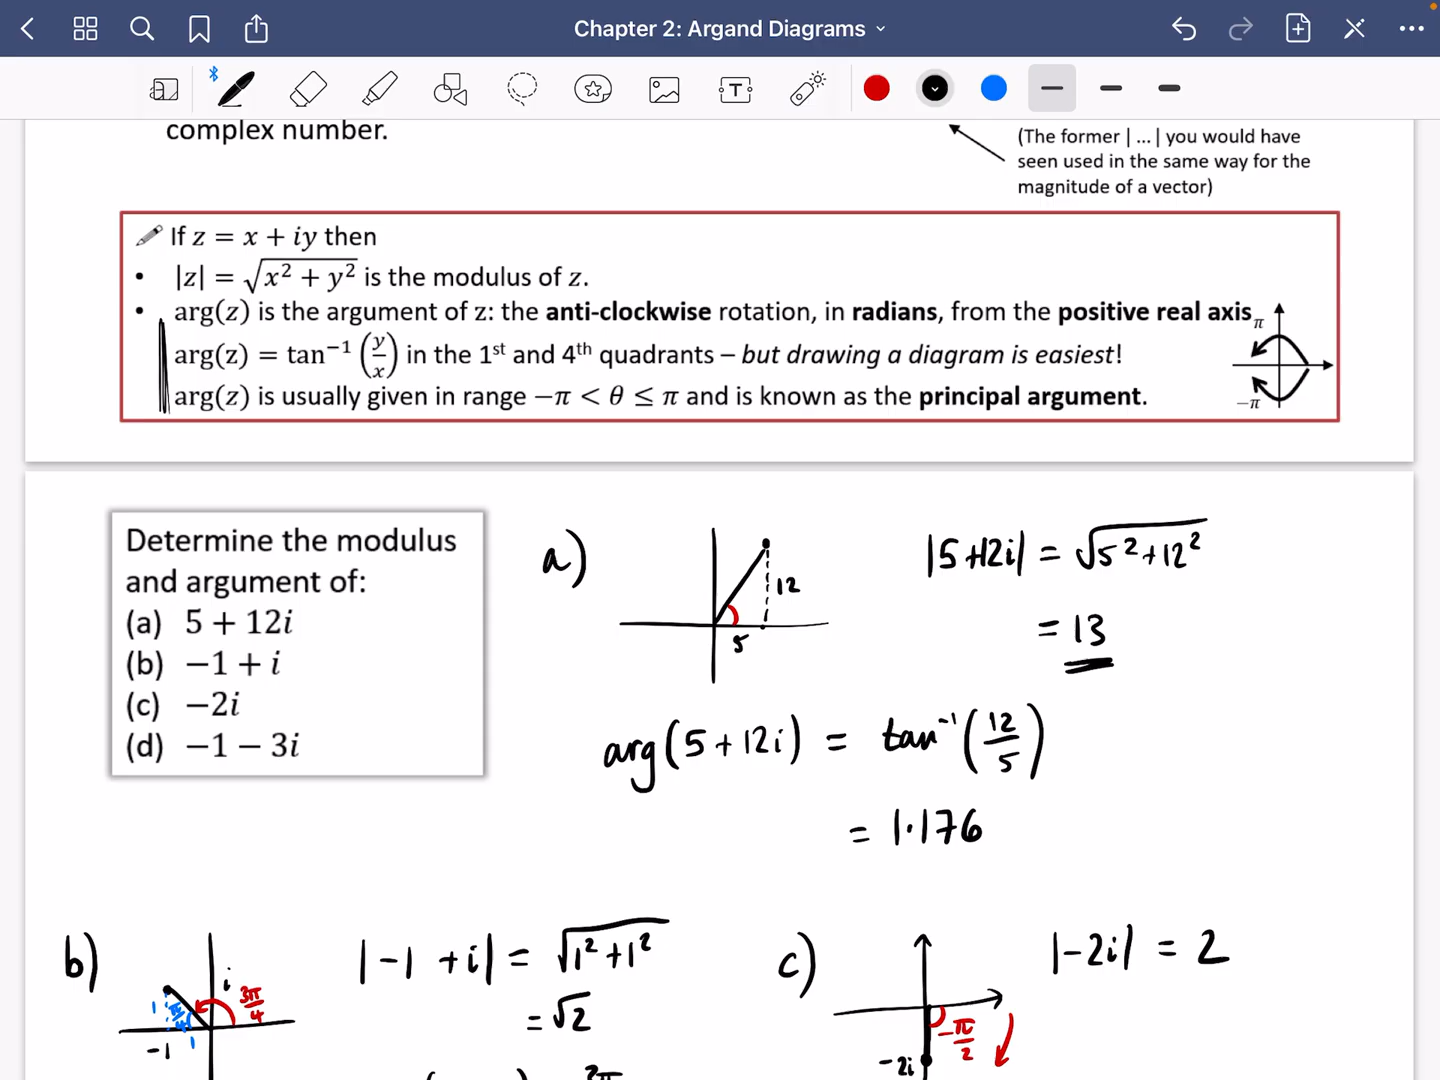 Chapter 2: Argand Diagrams
complex number.
(The former | ... | you would have
seen used in the same way for the
magnitude of a vector)
If z = x + iy then
• |z| = √(x² + y²) is the modulus of z.
• arg(z) is the argument of z: the anti-clockwise rotation, in radians, from the positive real axis.
arg(z) = tan⁻¹ (y/x) in the 1st and 4th quadrants – but drawing a diagram is easiest!
arg(z) is usually given in range −π < θ ≤ π and is known as the principal argument.
π
−π
Determine the modulus
and argument of:
(a) 5 + 12i
(b) −1 + i
(c) −2i
(d) −1 − 3i
a)
12
5
|5+12i| = √(5² + 12²)
= 13
arg(5 + 12i) = tan⁻¹(12/5)
= 1.176
b)
i
3π/4
1
π/4
1
-1
|-1 + i| = √(1² + 1²)
= √2
3π
c)
-π/2
-2i
|-2i| = 2